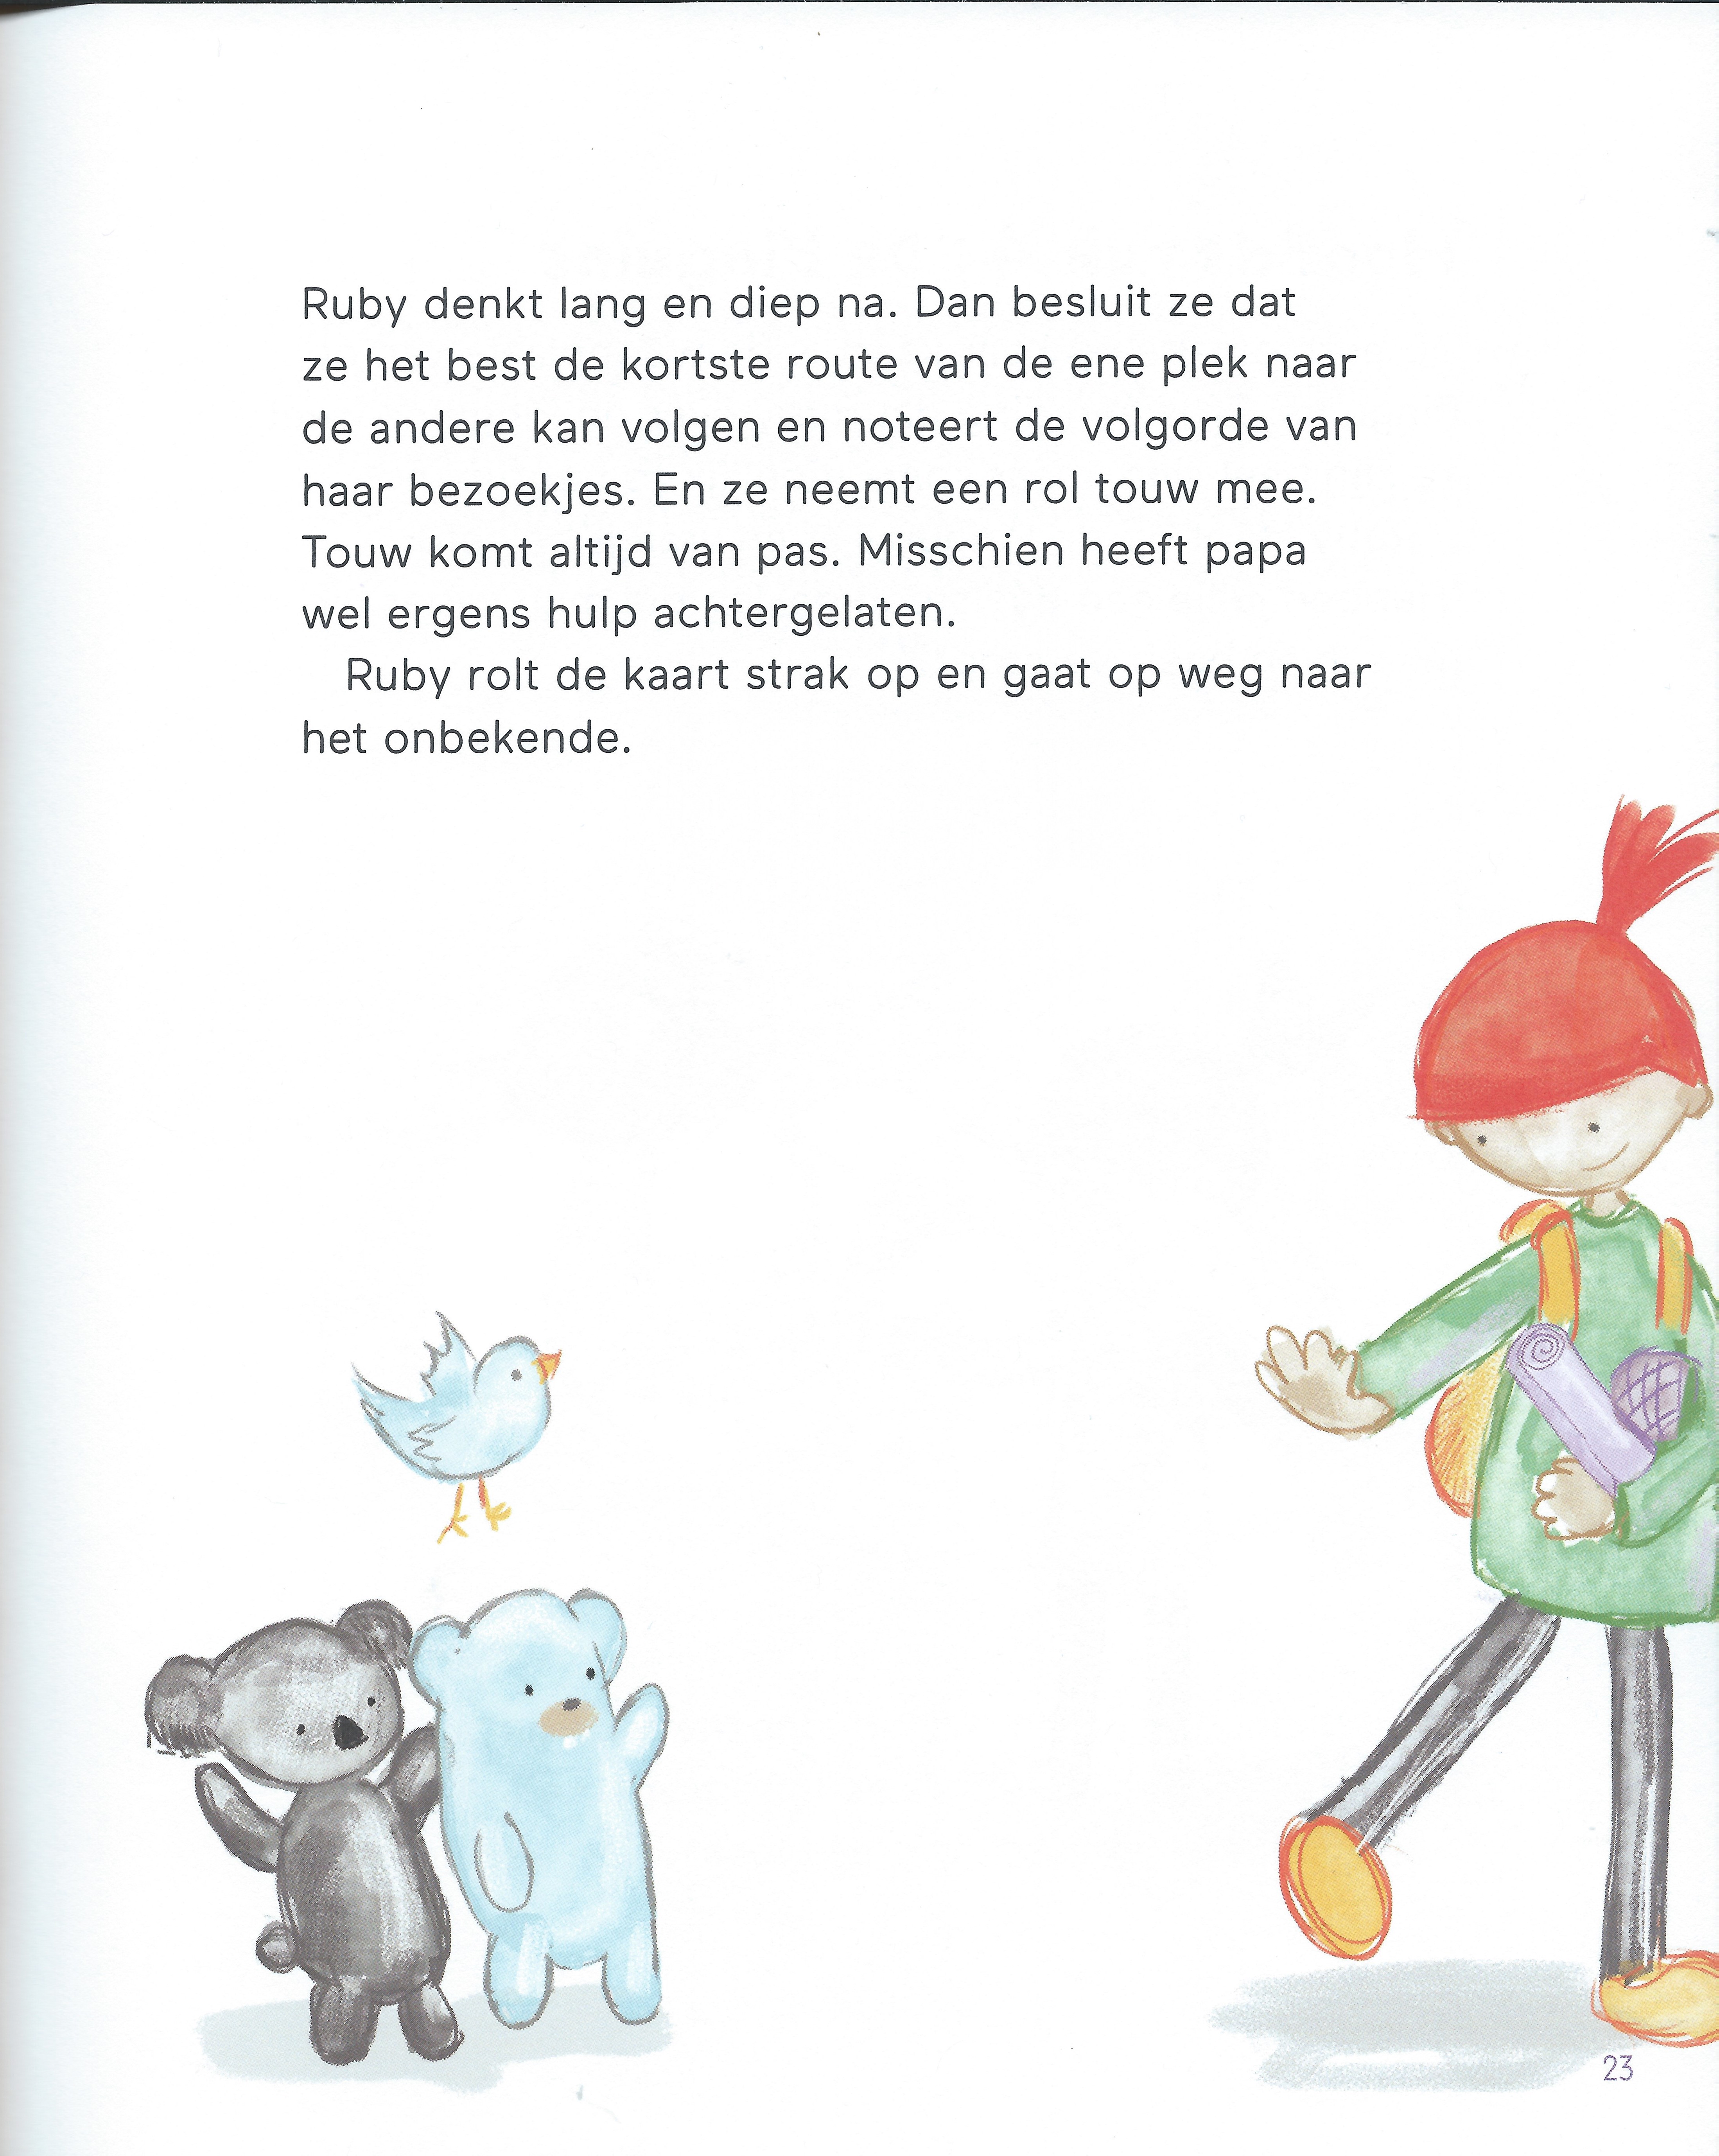 Ruby denkt lang en diep na. Dan besluit ze dat
ze het best de kortste route van de ene plek naar
de andere kan volgen en noteert de volgorde van
haar bezoekjes. En ze neemt een rol touw mee.
Touw komt altijd van pas. Misschien heeft papa
wel ergens hulp achtergelaten.
Ruby rolt de kaart strak op en gaat op weg naar
het onbekende.
23